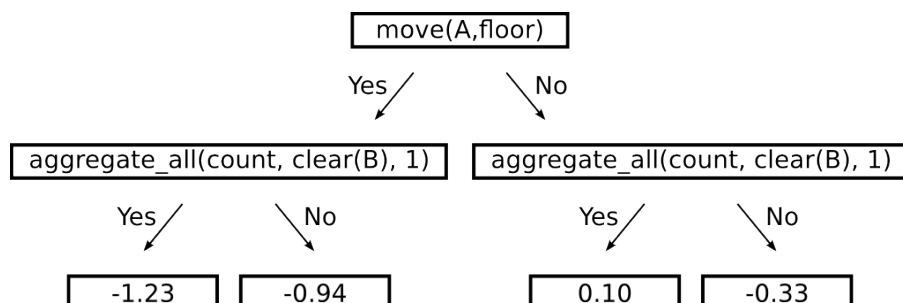 move(A,floor)
Yes No
aggregate_all(count, clear(B), 1) aggregate_all(count, clear(B), 1)
Yes No Yes No
-1.23 -0.94 0.10 -0.33